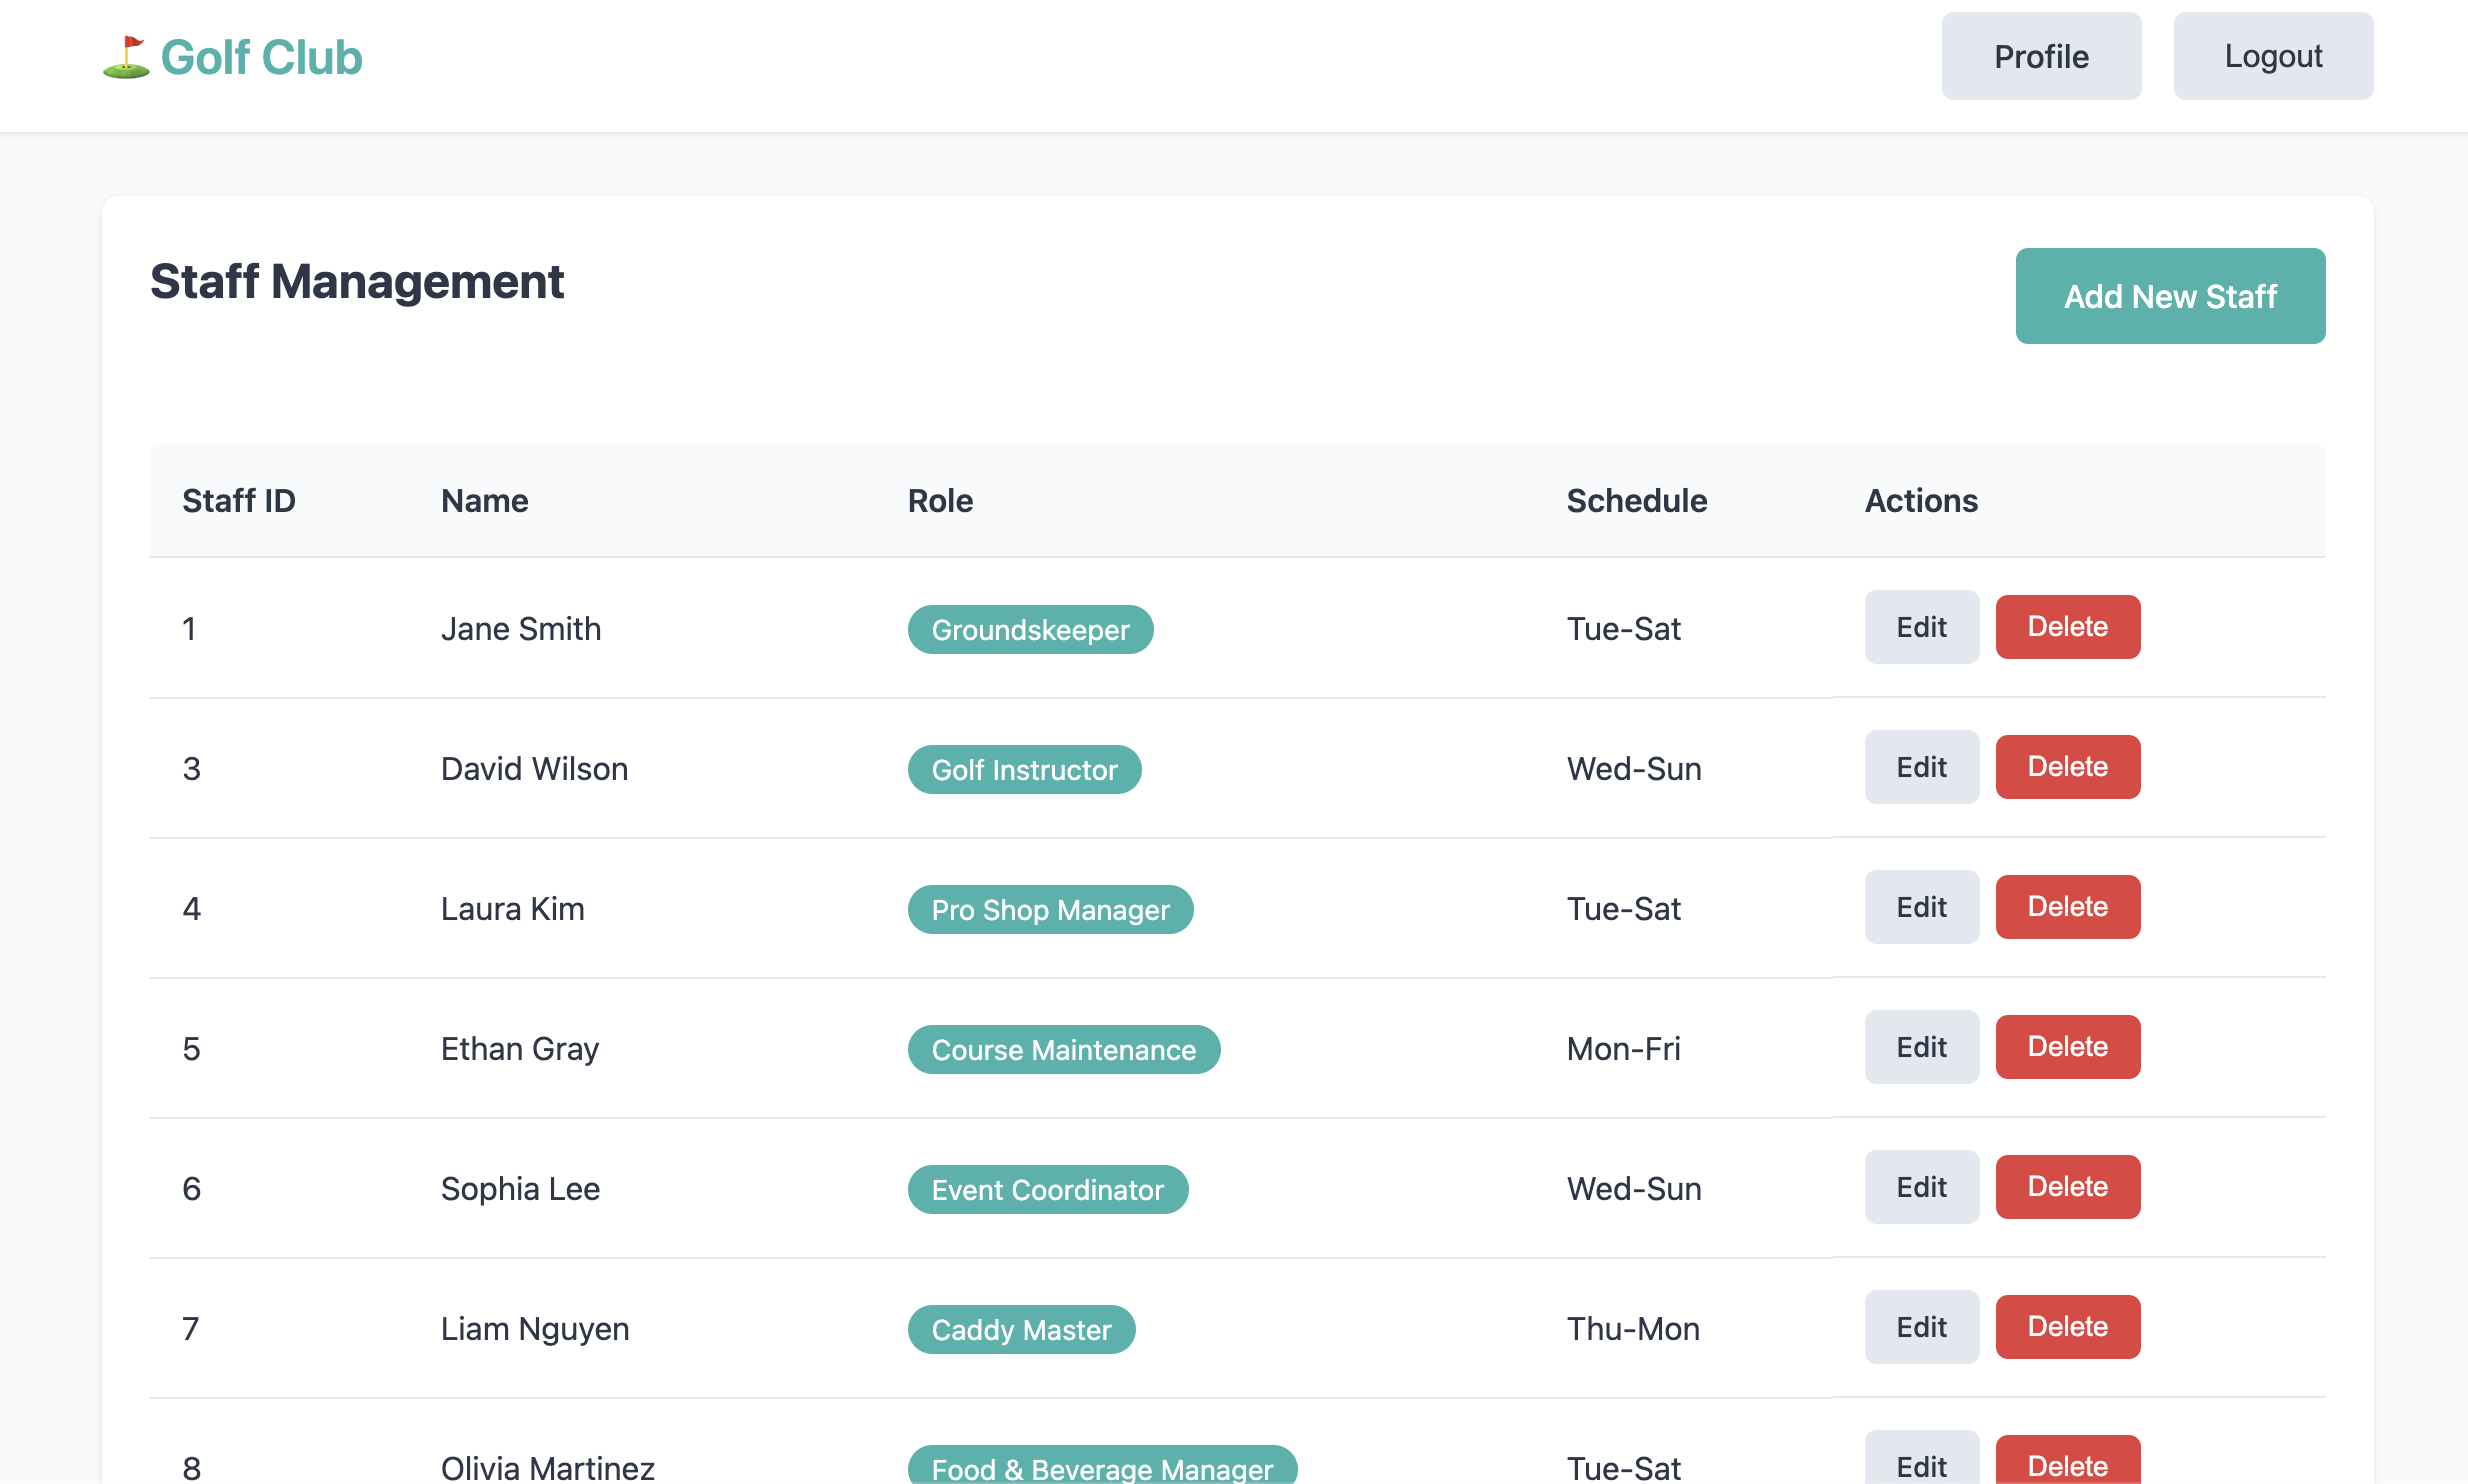 Golf Club
Profile
Logout
Staff Management
Add New Staff
Staff ID Name Role Schedule Actions
1 Jane Smith Groundskeeper Tue-Sat Edit Delete
3 David Wilson Golf Instructor Wed-Sun Edit Delete
4 Laura Kim Pro Shop Manager Tue-Sat Edit Delete
5 Ethan Gray Course Maintenance Mon-Fri Edit Delete
6 Sophia Lee Event Coordinator Wed-Sun Edit Delete
7 Liam Nguyen Caddy Master Thu-Mon Edit Delete
8 Olivia Martinez Food & Beverage Manager Tue-Sat Edit Delete